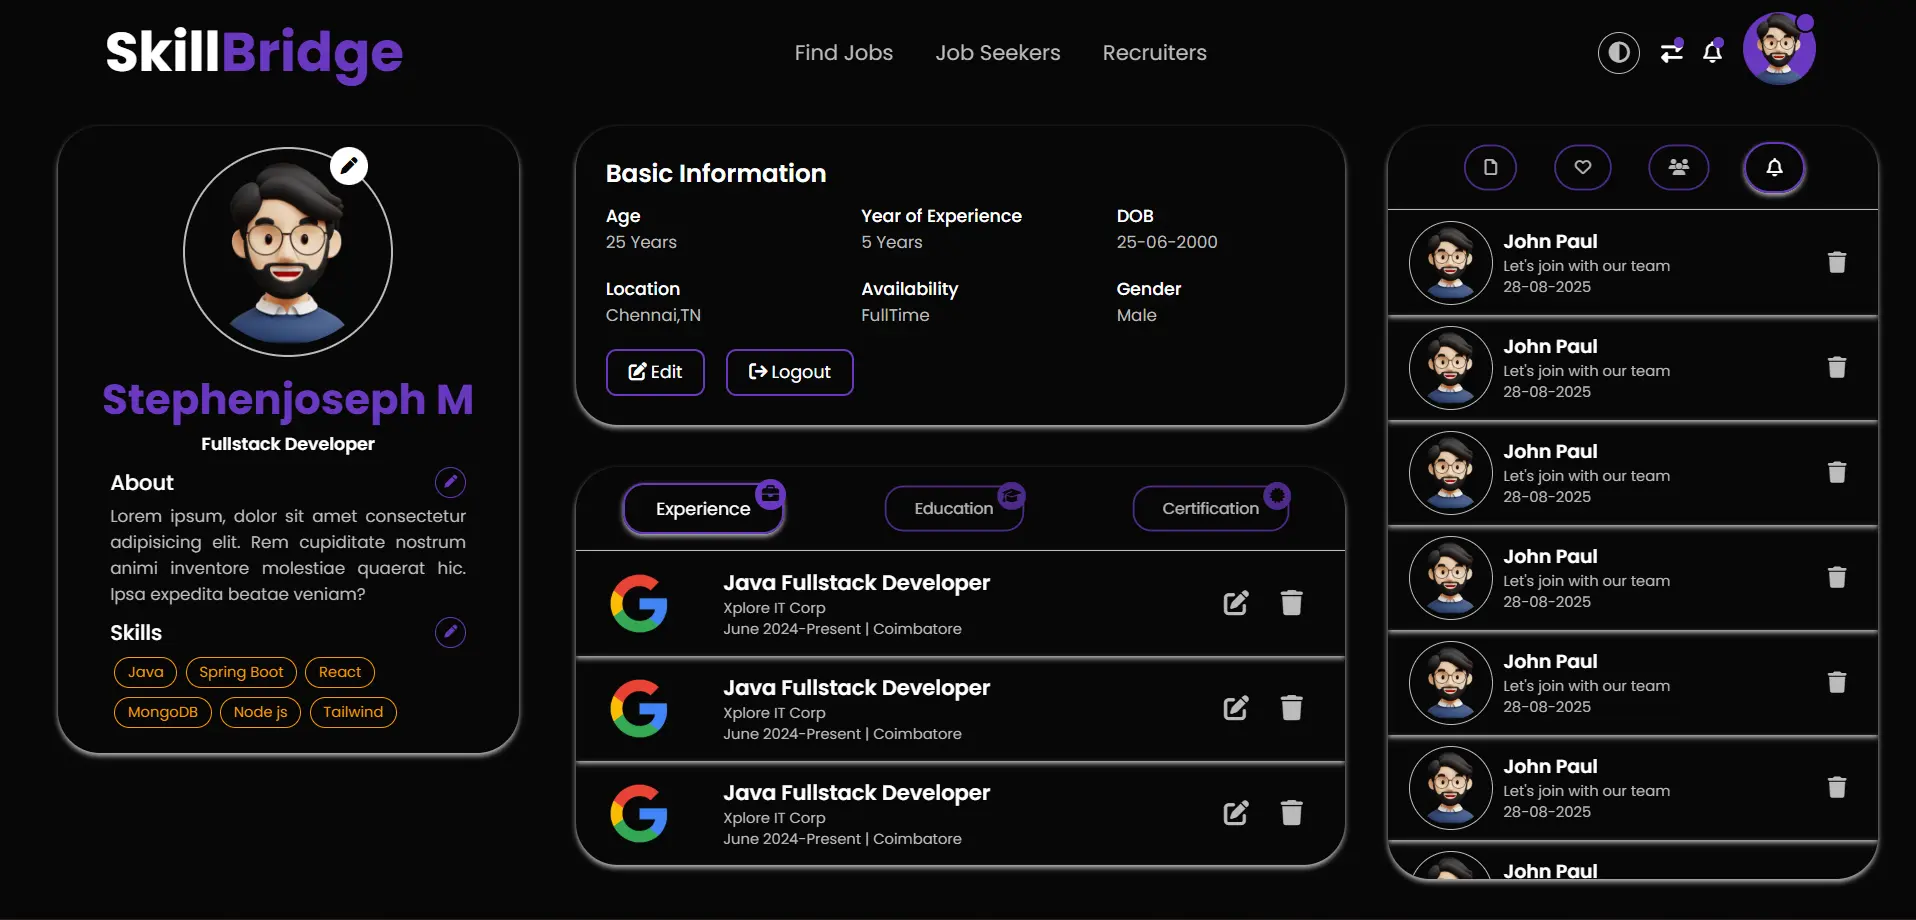 SkillBridge
Find Jobs
Job Seekers
Recruiters
Stephenjoseph M
Fullstack Developer
About
Lorem ipsum, dolor sit amet consectetur
adipisicing elit. Rem cupiditate nostrum
animi inventore molestiae quaerat hic.
Ipsa expedita beatae veniam?
Skills
Java
Spring Boot
React
MongoDB
Node js
Tailwind
Basic Information
Age
25 Years
Year of Experience
5 Years
DOB
25-06-2000
Location
Chennai,TN
Availability
FullTime
Gender
Male
Edit
Logout
Experience
Education
Certification
Java Fullstack Developer
Xplore IT Corp
June 2024-Present | Coimbatore
Java Fullstack Developer
Xplore IT Corp
June 2024-Present | Coimbatore
Java Fullstack Developer
Xplore IT Corp
June 2024-Present | Coimbatore
John Paul
Let's join with our team
28-08-2025
John Paul
Let's join with our team
28-08-2025
John Paul
Let's join with our team
28-08-2025
John Paul
Let's join with our team
28-08-2025
John Paul
Let's join with our team
28-08-2025
John Paul
Let's join with our team
28-08-2025
John Paul